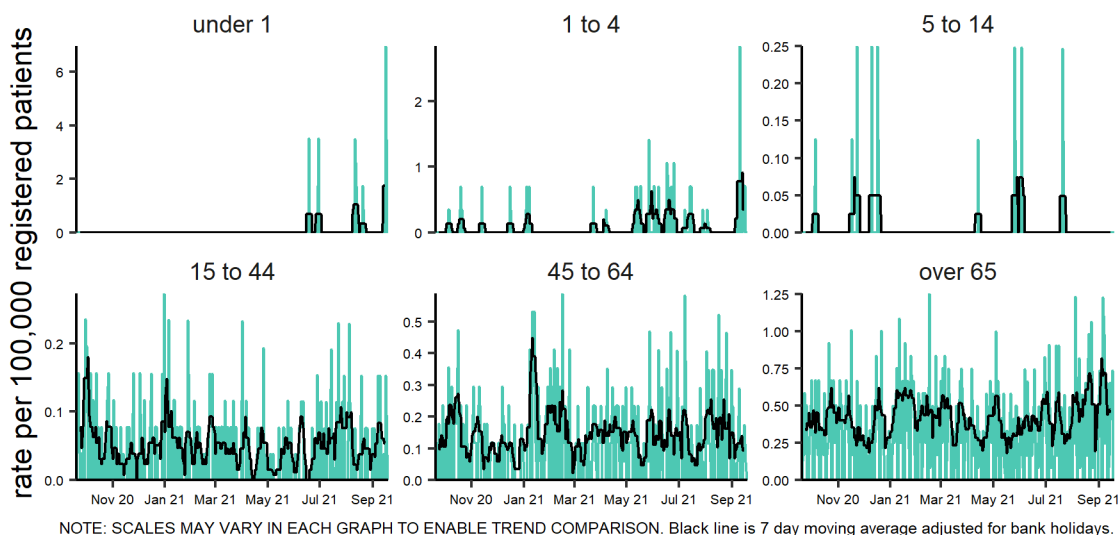 rate per 100,000 registered patients
under 1
1 to 4
5 to 14
6
4
2
0
2
1
0
0.25
0.20
0.15
0.10
0.05
0.00
15 to 44
45 to 64
over 65
0.2
0.1
0.0
0.5
0.4
0.3
0.2
0.1
0.0
1.25
1.00
0.75
0.50
0.25
0.00
Nov 20 Jan 21 Mar 21 May 21 Jul 21 Sep 21
Nov 20 Jan 21 Mar 21 May 21 Jul 21 Sep 21
Nov 20 Jan 21 Mar 21 May 21 Jul 21 Sep 21
NOTE: SCALES MAY VARY IN EACH GRAPH TO ENABLE TREND COMPARISON. Black line is 7 day moving average adjusted for bank holidays.